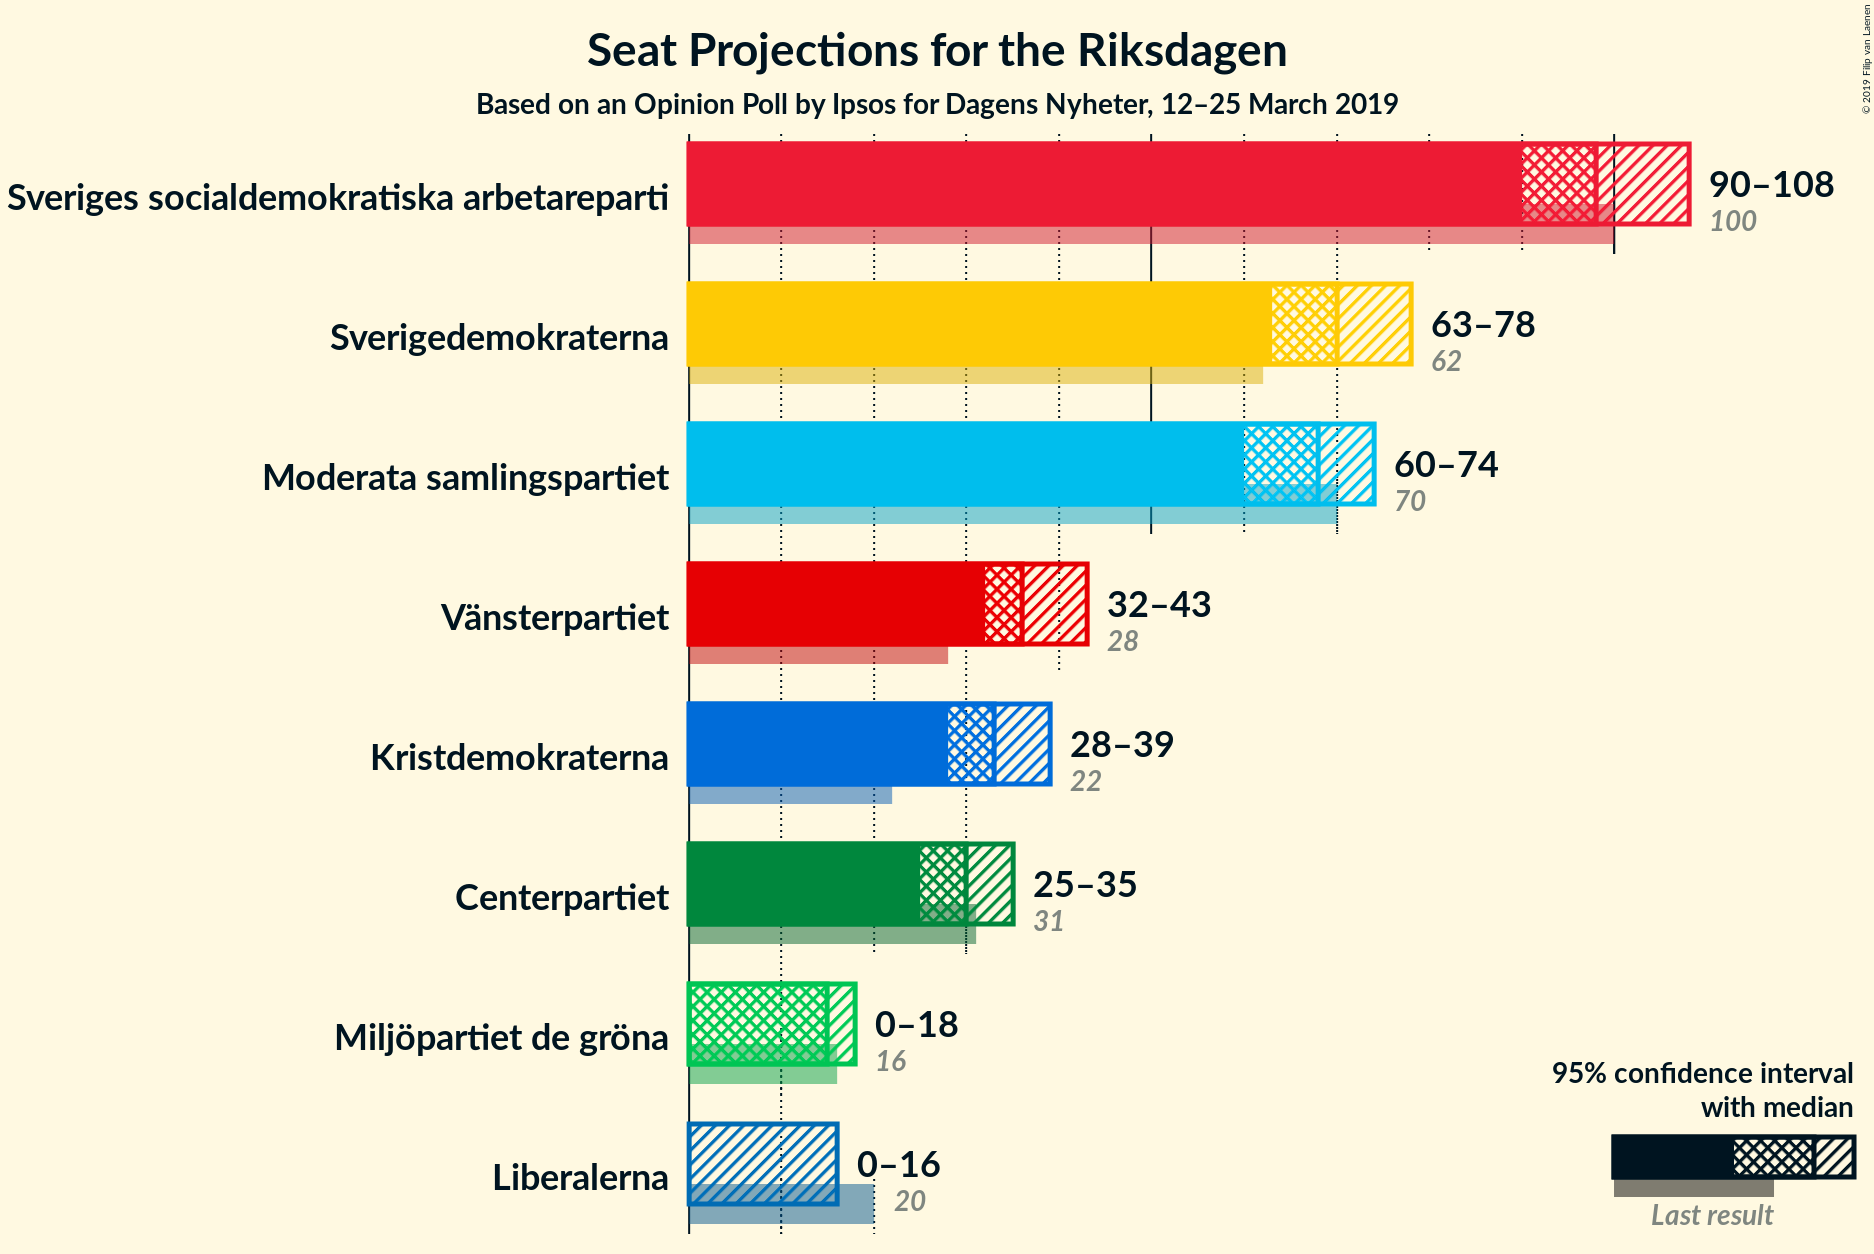 Seat Projections for the Riksdagen
Based on an Opinion Poll by Ipsos for Dagens Nyheter, 12–25 March 2019
© 2019 Filip van Laenen
Sveriges socialdemokratiska arbetareparti
90–108
100
Sverigedemokraterna
63–78
62
Moderata samlingspartiet
60–74
70
Vänsterpartiet
32–43
28
Kristdemokraterna
28–39
22
Centerpartiet
25–35
31
Miljöpartiet de gröna
0–18
16
Liberalerna
0–16
20
95% confidence interval
with median
Last result